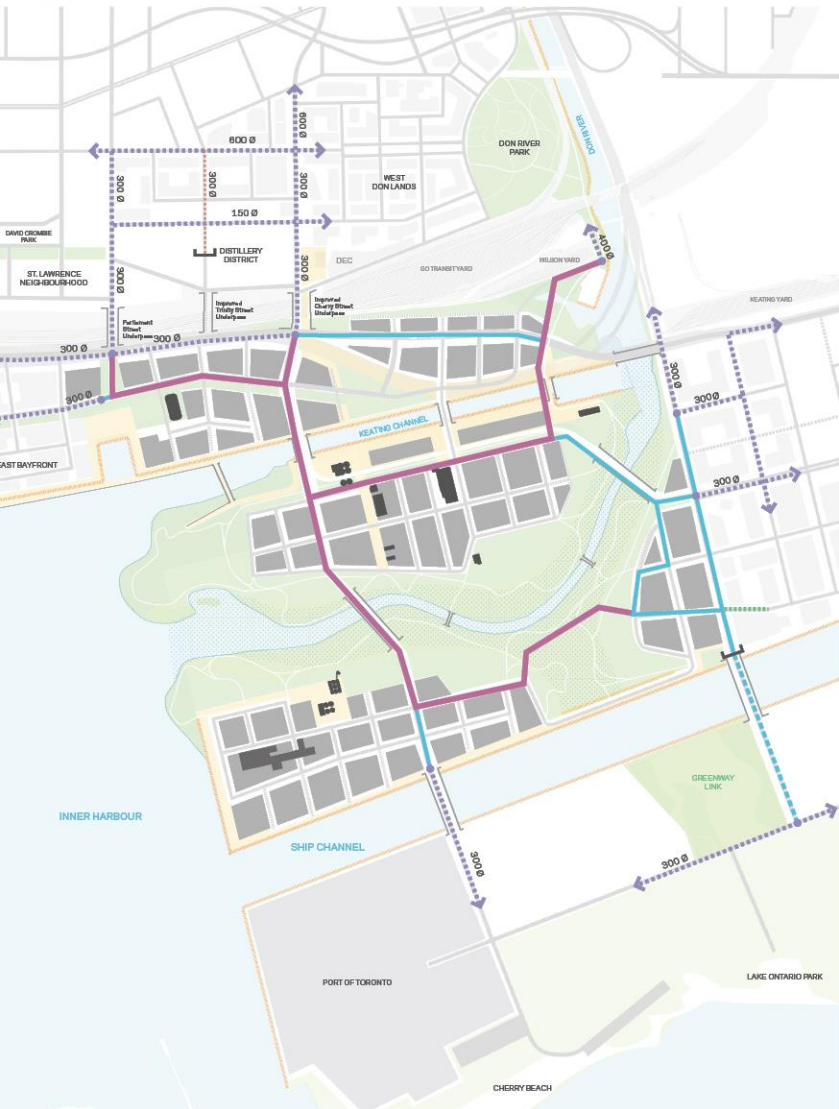 600 Ø
DON RIVER
DON RIVER
PARK
600 Ø
300 Ø
300 Ø
300 Ø
WEST
DON LANDS
150 Ø
DAVID CROMBIE
PARK
DISTILLERY
DISTRICT
DEC
400 Ø
300 Ø
300 Ø
GO TRANSIT YARD
WILSON YARD
ST. LAWRENCE
NEIGHBOURHOOD
KEATING YARD
Parliament
Street
Underpass
Improved
Trinity Street
Underpass
Improved
Cherry Street
Underpass
300 Ø
300 Ø
300 Ø
300 Ø
300 Ø
KEATING CHANNEL
EAST BAYFRONT
300 Ø
GREENWAY
LINK
INNER HARBOUR
SHIP CHANNEL
300 Ø
300 Ø
PORT OF TORONTO
LAKE ONTARIO PARK
CHERRY BEACH